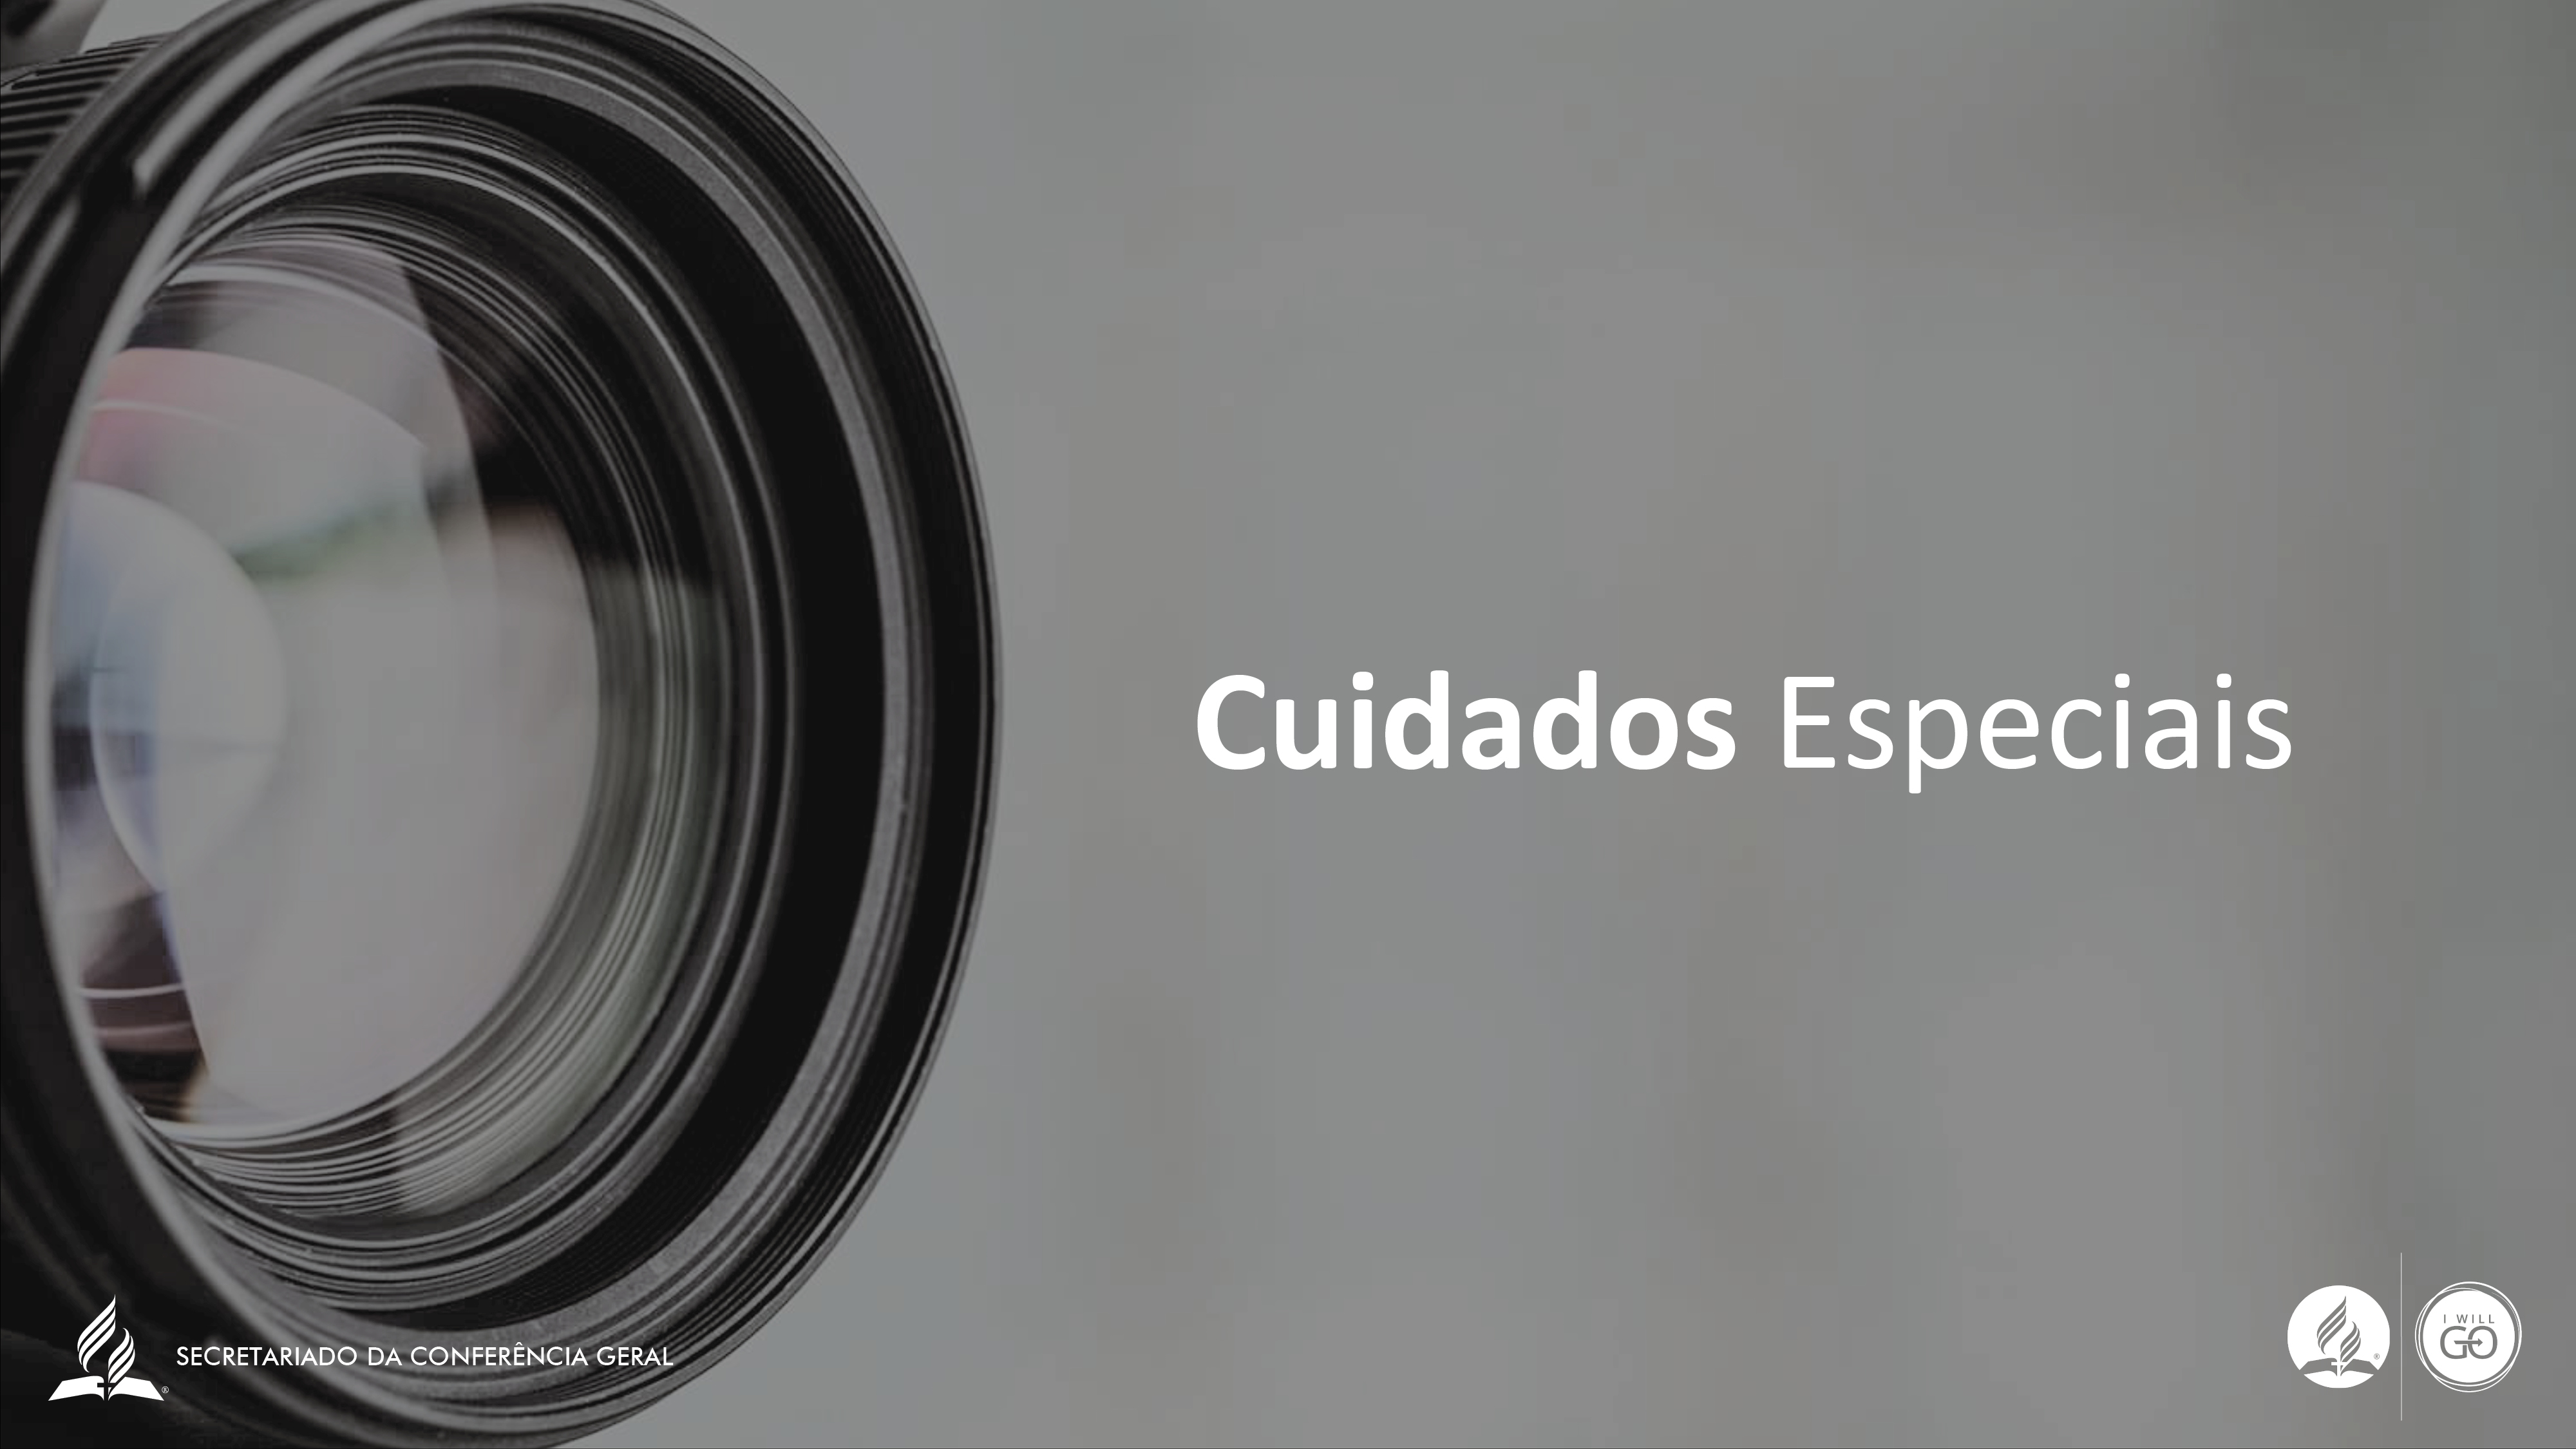 Cuidados Especiais
SECRETARIADO DA CONFERÊNCIA GERAL
®
®
I WILL
GO